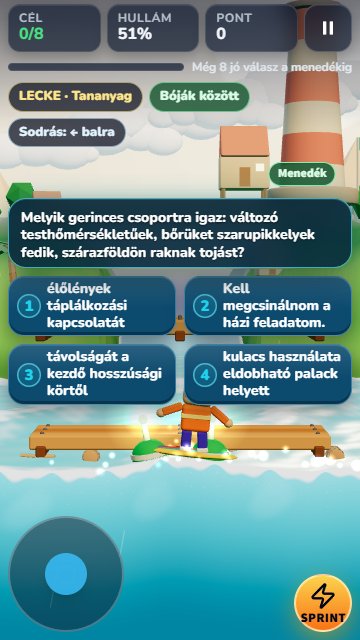 CÉL
0/8
HULLÁM
51%
PONT
0
Még 8 jó válasz a menedékig
LECKE · Tananyag
Bóják között
Sodrás: ← balra
Menedék
Melyik gerinces csoportra igaz: változó
testhőmérsékletűek, bőrüket szarupikkelyek
fedik, szárazföldön raknak tojást?
1
élőlények
táplálkozási
kapcsolatát
2
Kell
megcsinálnom a
házi feladatom.
3
távolságát a
kezdő hosszúsági
körtől
4
kulacs használata
eldobható palack
helyett
SPRINT